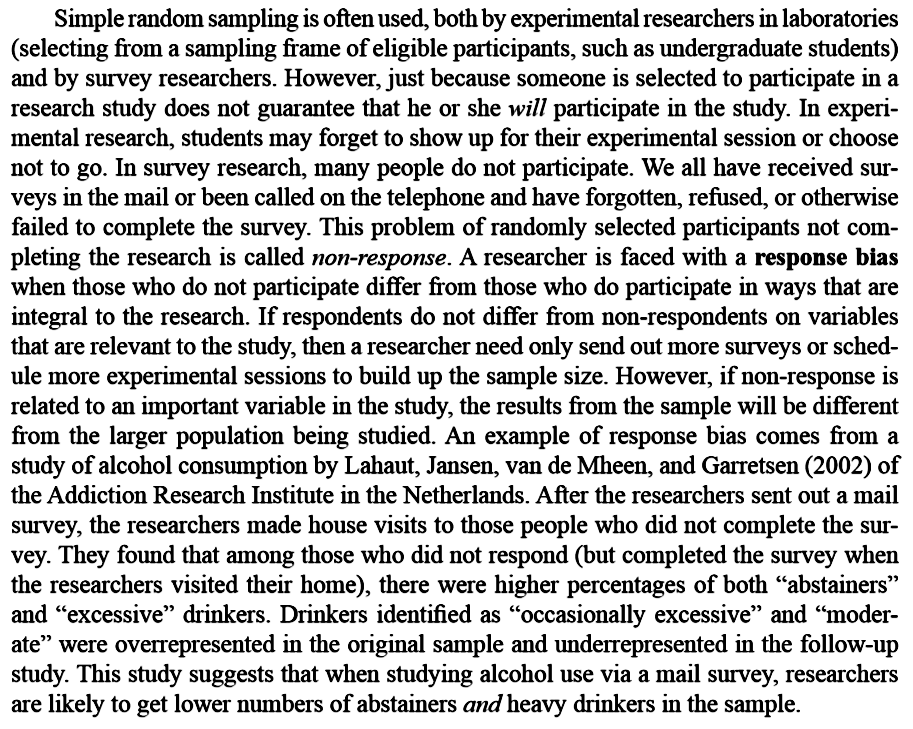 Simple random sampling is often used, both by experimental researchers in laboratories
(selecting from a sampling frame of eligible participants, such as undergraduate students)
and by survey researchers. However, just because someone is selected to participate in a
research study does not guarantee that he or she will participate in the study. In experi-
mental research, students may forget to show up for their experimental session or choose
not to go. In survey research, many people do not participate. We all have received sur-
veys in the mail or been called on the telephone and have forgotten, refused, or otherwise
failed to complete the survey. This problem of randomly selected participants not com-
pleting the research is called non-response. A researcher is faced with a response bias
when those who do not participate differ from those who do participate in ways that are
integral to the research. If respondents do not differ from non-respondents on variables
that are relevant to the study, then a researcher need only send out more surveys or sched-
ule more experimental sessions to build up the sample size. However, if non-response is
related to an important variable in the study, the results from the sample will be different
from the larger population being studied. An example of response bias comes from a
study of alcohol consumption by Lahaut, Jansen, van de Mheen, and Garretsen (2002) of
the Addiction Research Institute in the Netherlands. After the researchers sent out a mail
survey, the researchers made house visits to those people who did not complete the sur-
vey. They found that among those who did not respond (but completed the survey when
the researchers visited their home), there were higher percentages of both “abstainers”
and “excessive” drinkers. Drinkers identified as “occasionally excessive” and “moder-
ate” were overrepresented in the original sample and underrepresented in the follow-up
study. This study suggests that when studying alcohol use via a mail survey, researchers
are likely to get lower numbers of abstainers and heavy drinkers in the sample.